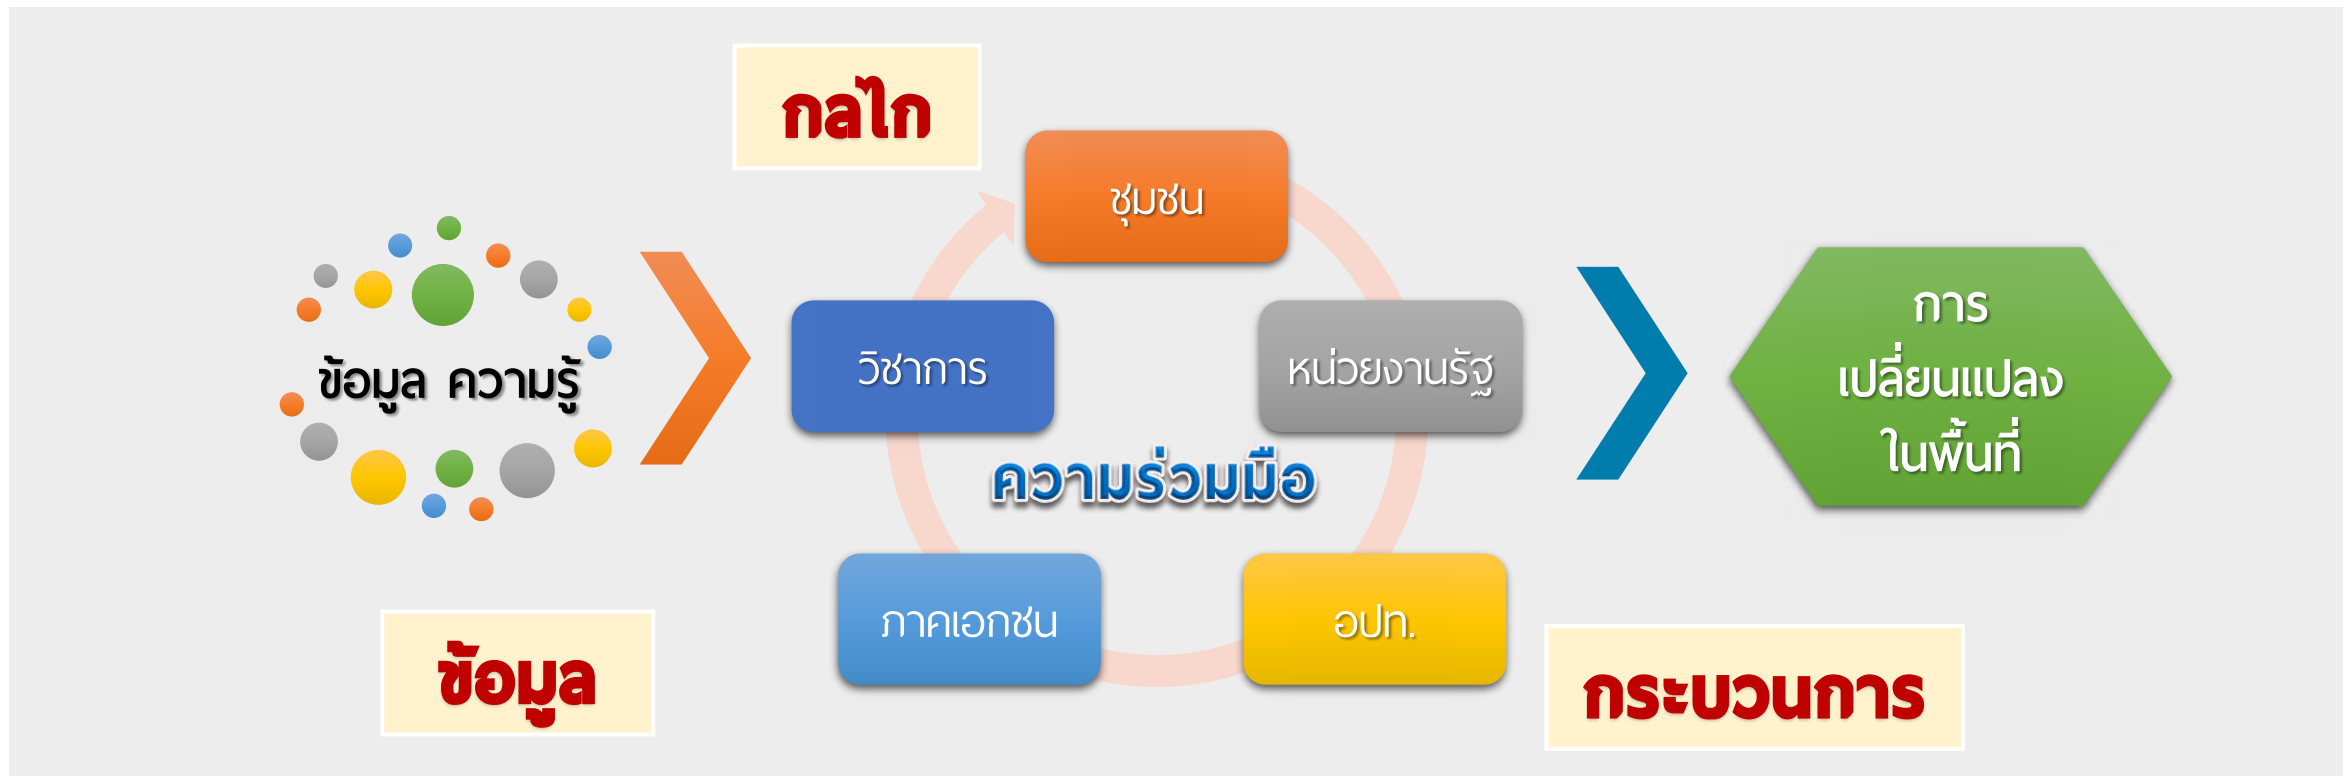 กลไก
ชุมชน
วิชาการ
หน่วยงานรัฐ
ข้อมูล ความรู้
ความร่วมมือ
ภาคเอกชน
อปท.
การ
เปลี่ยนแปลง
ในพื้นที่
ข้อมูล
กระบวนการ